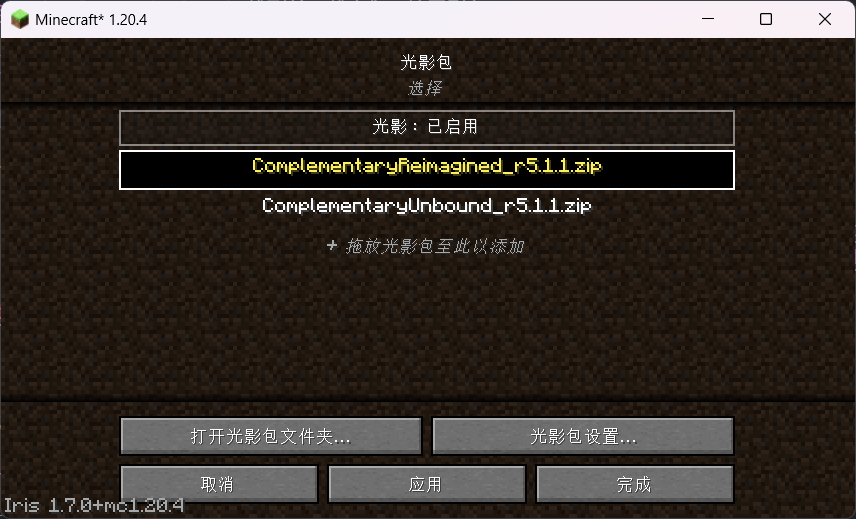 Minecraft* 1.20.4
光影包
选择
光影：已启用
ComplementaryReimagined_r5.1.1.zip
ComplementaryUnbound_r5.1.1.zip
+ 拖放光影包至此以添加
打开光影包文件夹...
光影包设置...
取消
应用
完成
Iris 1.7.0+mc1.20.4